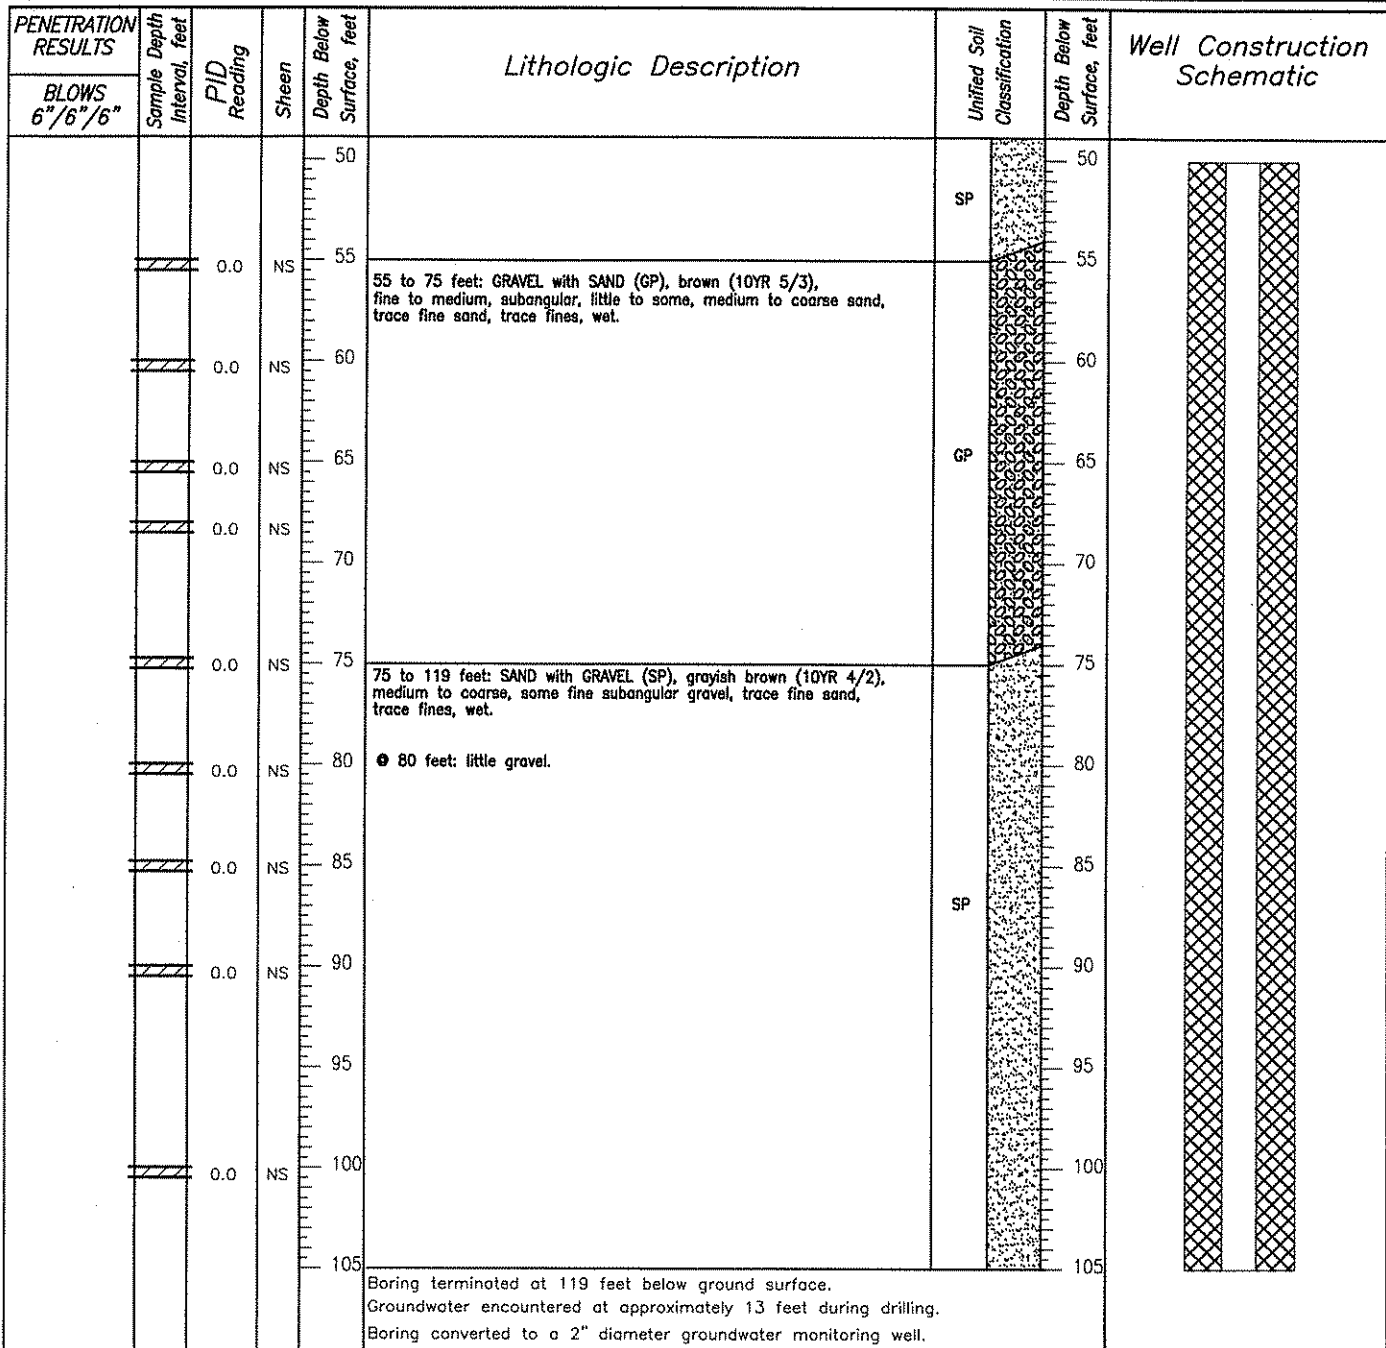 PENETRATION RESULTS
BLOWS 6"/6"/6"
Sample Depth Interval, feet
PID Reading
Sheen
Depth Below Surface, feet
Lithologic Description
Unified Soil Classification
Depth Below Surface, feet
Well Construction Schematic
50 50
SP
55 55
0.0 NS
55 to 75 feet: GRAVEL with SAND (GP), brown (10YR 5/3),
fine to medium, subangular, little to some, medium to coarse sand,
trace fine sand, trace fines, wet.
60 60
0.0 NS
GP
65 65
0.0 NS
0.0 NS
70 70
75 75
0.0 NS
75 to 119 feet: SAND with GRAVEL (SP), grayish brown (10YR 4/2),
medium to coarse, some fine subangular gravel, trace fine sand,
trace fines, wet.
80 80
@ 80 feet: little gravel.
0.0 NS
85 85
0.0 NS
SP
90 90
0.0 NS
95 95
100 100
0.0 NS
105 105
Boring terminated at 119 feet below ground surface.
Groundwater encountered at approximately 13 feet during drilling.
Boring converted to a 2" diameter groundwater monitoring well.